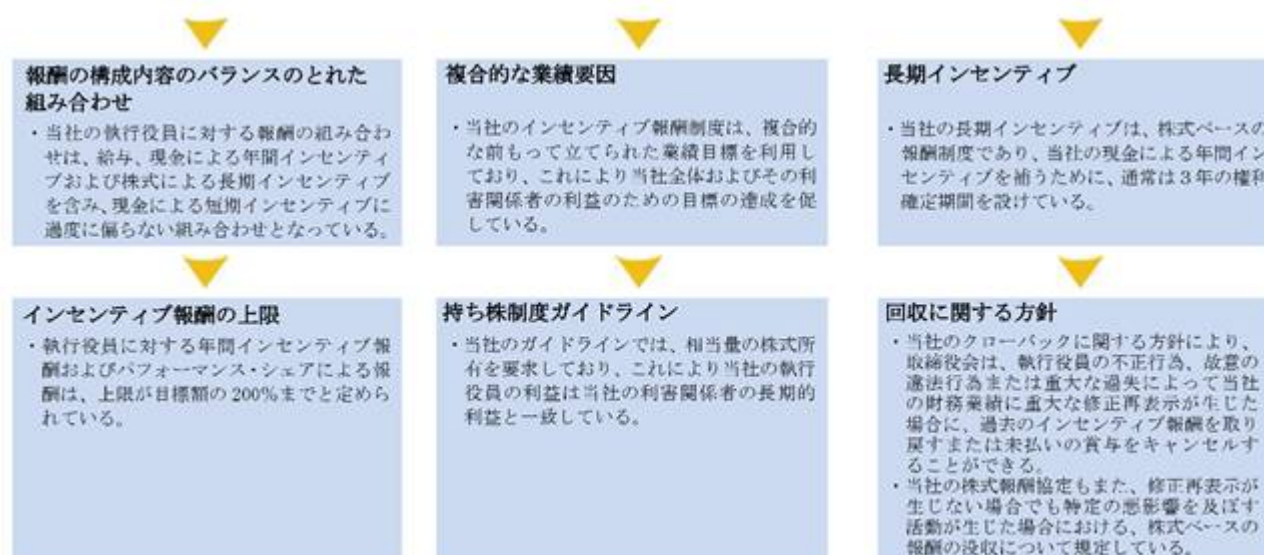 報酬の構成内容のバランスのとれた
組み合わせ
・当社の執行役員に対する報酬の組み合わ
せは、給与、現金による年間インセンティ
ブおよび株式による長期インセンティブ
を含み、現金による短期インセンティブに
過度に偏らない組み合わせとなっている。
複合的な業績要因
・当社のインセンティブ報酬制度は、複合的
な前もって立てられた業績目標を利用し
ており、これにより当社全体およびその利
害関係者の利益のための目標の達成を促
している。
長期インセンティブ
・当社の長期インセンティブは、株式ベースの
報酬制度であり、当社の現金による年間イン
センティブを補うために、通常は3年の権利
確定期間を設けている。
インセンティブ報酬の上限
・執行役員に対する年間インセンティブ報
酬およびパフォーマンス・シェアによる報
酬は、上限が目標額の200%までと定めら
れている。
持ち株制度ガイドライン
・当社のガイドラインでは、相当量の株式所
有を要求しており、これにより当社の執行
役員の利益は当社の利害関係者の長期的
利益と一致している。
回収に関する方針
・当社のクローバックに関する方針により、
取締役会は、執行役員の不正行為、故意の
違法行為または重大な過失によって当社
の財務業績に重大な修正再表示が生じた
場合に、過去のインセンティブ報酬を取り
戻すまたは未払いの賞与をキャンセルす
ることができる。
・当社の株式報酬協定もまた、修正再表示が
生じない場合でも特定の悪影響を及ぼす
活動が生じた場合における、株式ベースの
報酬の没収について規定している。